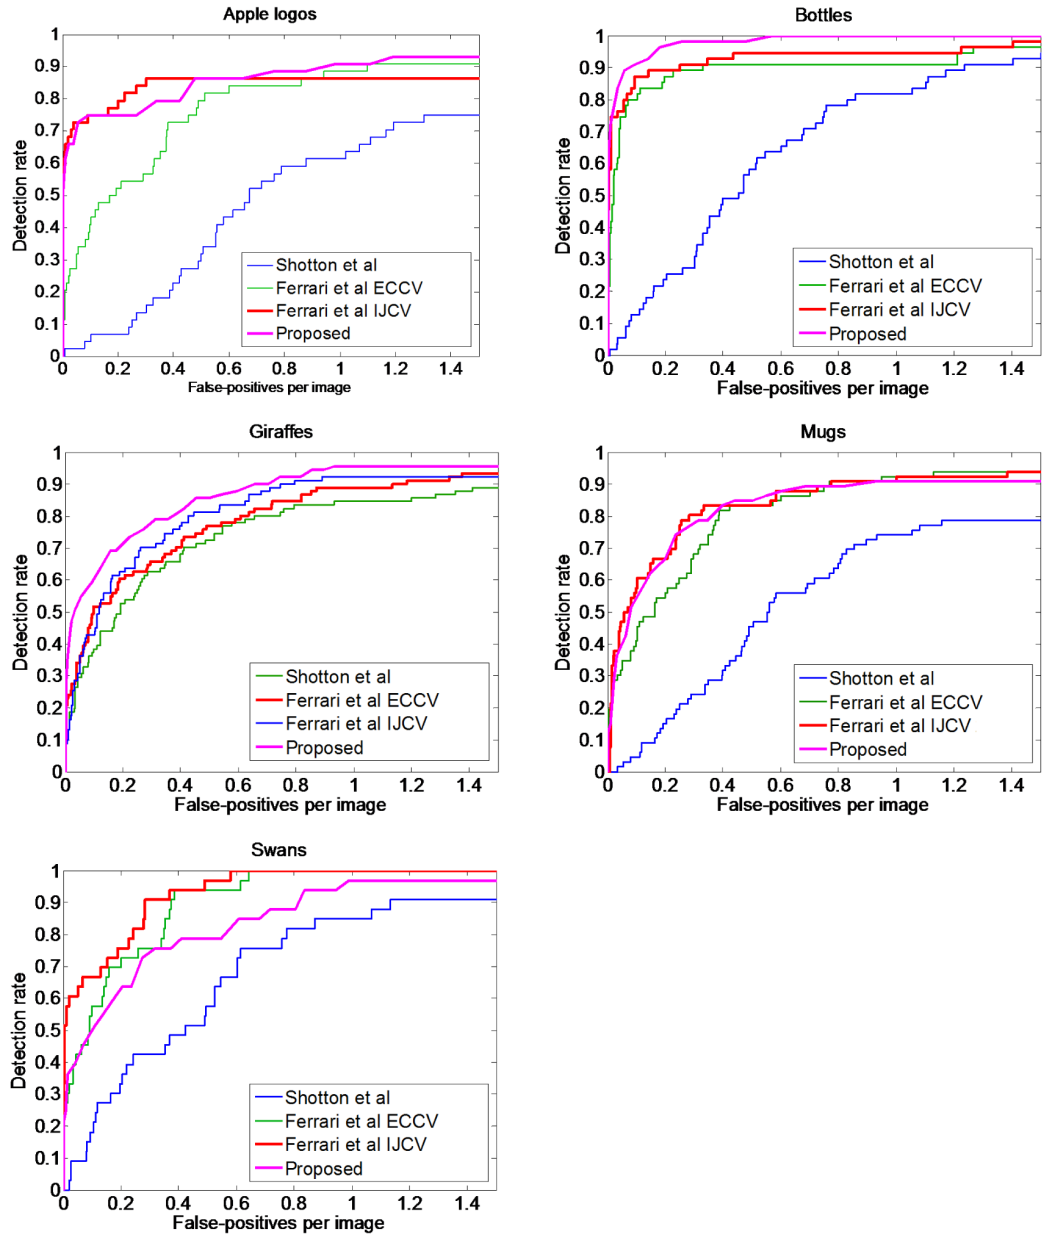 Apple logos
1
0.9
0.8
0.7
0.6
0.5
0.4
0.3
0.2
0.1
0
Detection rate
Shotton et al
Ferrari et al ECCV
Ferrari et al IJCV
Proposed
0 0.2 0.4 0.6 0.8 1 1.2 1.4
False-positives per image
Bottles
1
0.9
0.8
0.7
0.6
0.5
0.4
0.3
0.2
0.1
0
Detection rate
Shotton et al
Ferrari et al ECCV
Ferrari et al IJCV
Proposed
0 0.2 0.4 0.6 0.8 1 1.2 1.4
False-positives per image
Giraffes
1
0.9
0.8
0.7
0.6
0.5
0.4
0.3
0.2
0.1
0
Detection rate
Shotton et al
Ferrari et al ECCV
Ferrari et al IJCV
Proposed
0 0.2 0.4 0.6 0.8 1 1.2 1.4
False-positives per image
Mugs
1
0.9
0.8
0.7
0.6
0.5
0.4
0.3
0.2
0.1
0
Detection rate
Shotton et al
Ferrari et al ECCV
Ferrari et al IJCV
Proposed
0 0.2 0.4 0.6 0.8 1 1.2 1.4
False-positives per image
Swans
1
0.9
0.8
0.7
0.6
0.5
0.4
0.3
0.2
0.1
0
Detection rate
Shotton et al
Ferrari et al ECCV
Ferrari et al IJCV
Proposed
0 0.2 0.4 0.6 0.8 1 1.2 1.4
False-positives per image